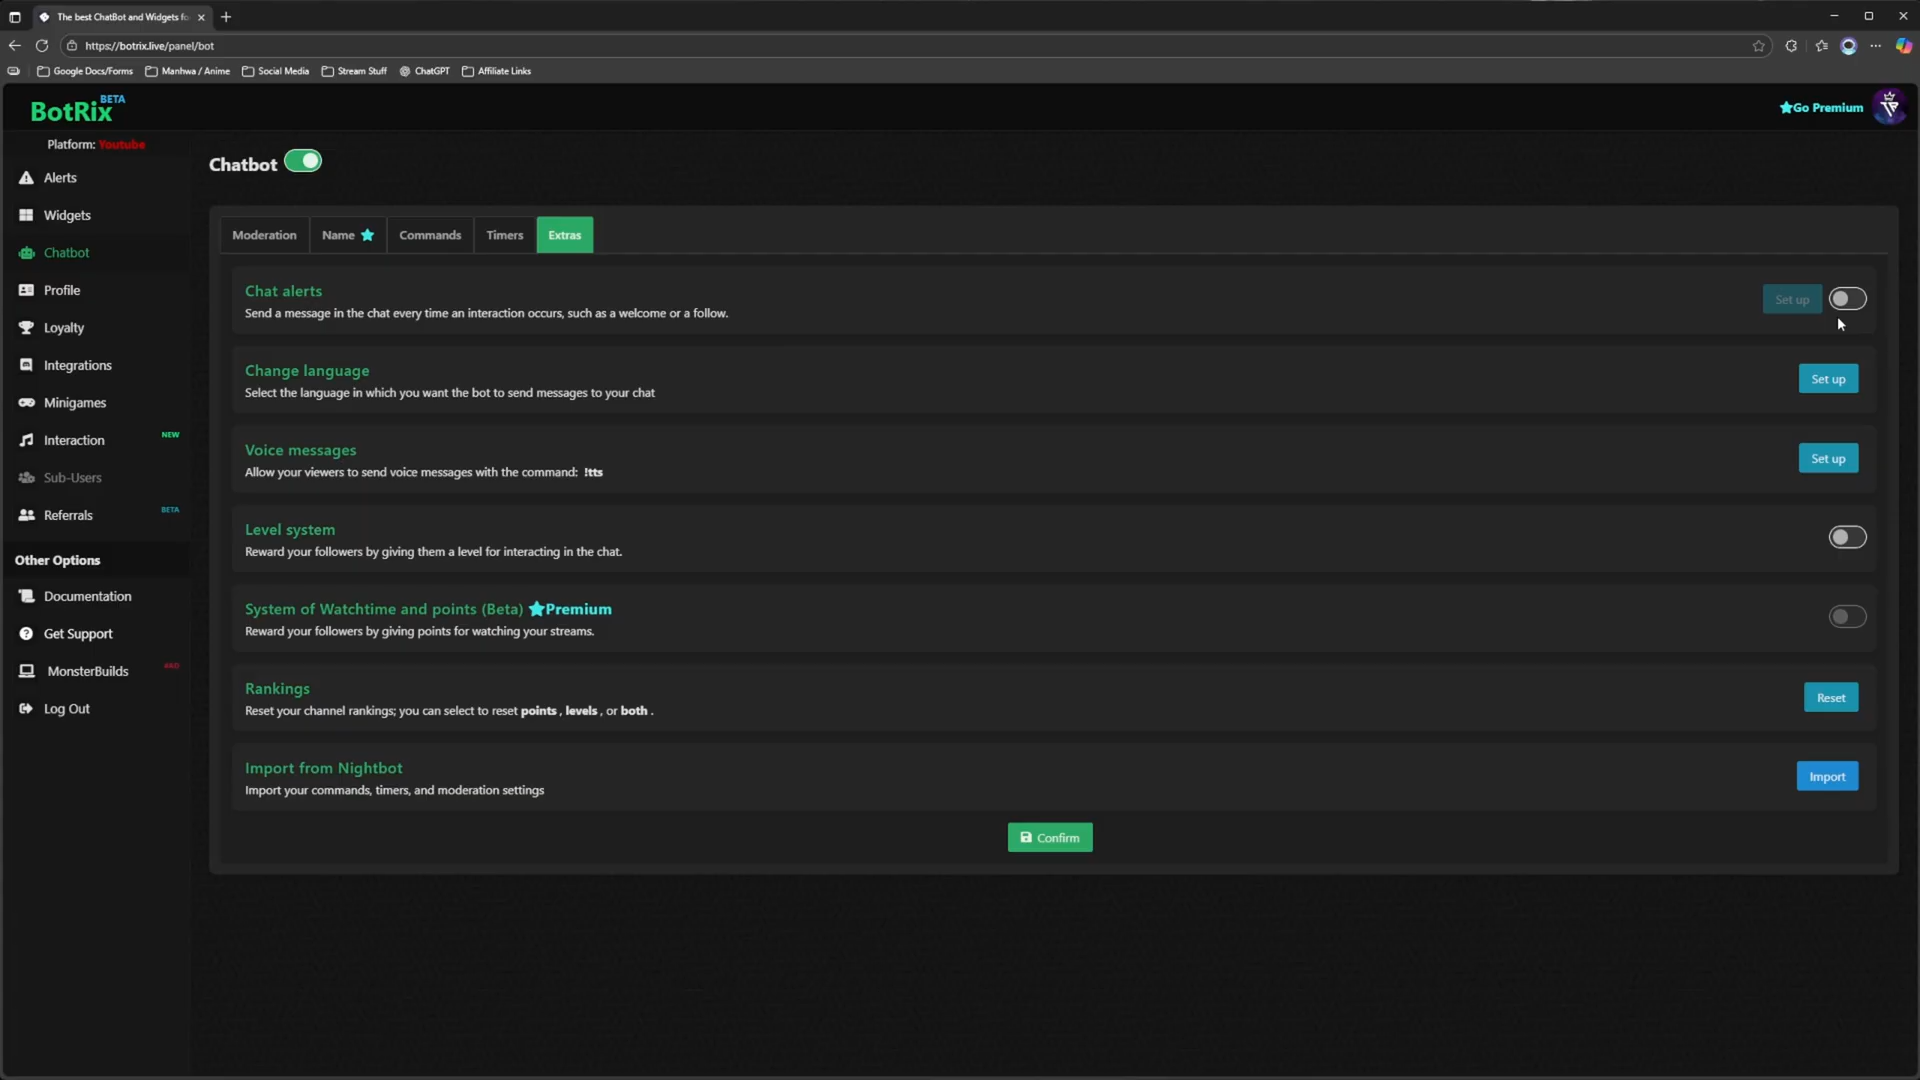 The best ChatBot and Widgets fo
https://botrix.live/panel/bot
Google Docs/Forms
Manhwa / Anime
Social Media
Stream Stuff
ChatGPT
Affiliate Links
BotRix BETA
Go Premium
Platform: Youtube
Alerts
Widgets
Chatbot
Profile
Loyalty
Integrations
Minigames
Interaction NEW
Sub-Users
Referrals BETA
Other Options
Documentation
Get Support
MonsterBuilds #AD
Log Out
Chatbot
Moderation
Name
Commands
Timers
Extras
Chat alerts
Send a message in the chat every time an interaction occurs, such as a welcome or a follow.
Set up
Change language
Select the language in which you want the bot to send messages to your chat
Set up
Voice messages
Allow your viewers to send voice messages with the command: !tts
Set up
Level system
Reward your followers by giving them a level for interacting in the chat.
System of Watchtime and points (Beta) Premium
Reward your followers by giving points for watching your streams.
Rankings
Reset your channel rankings; you can select to reset points , levels , or both .
Reset
Import from Nightbot
Import your commands, timers, and moderation settings
Import
Confirm